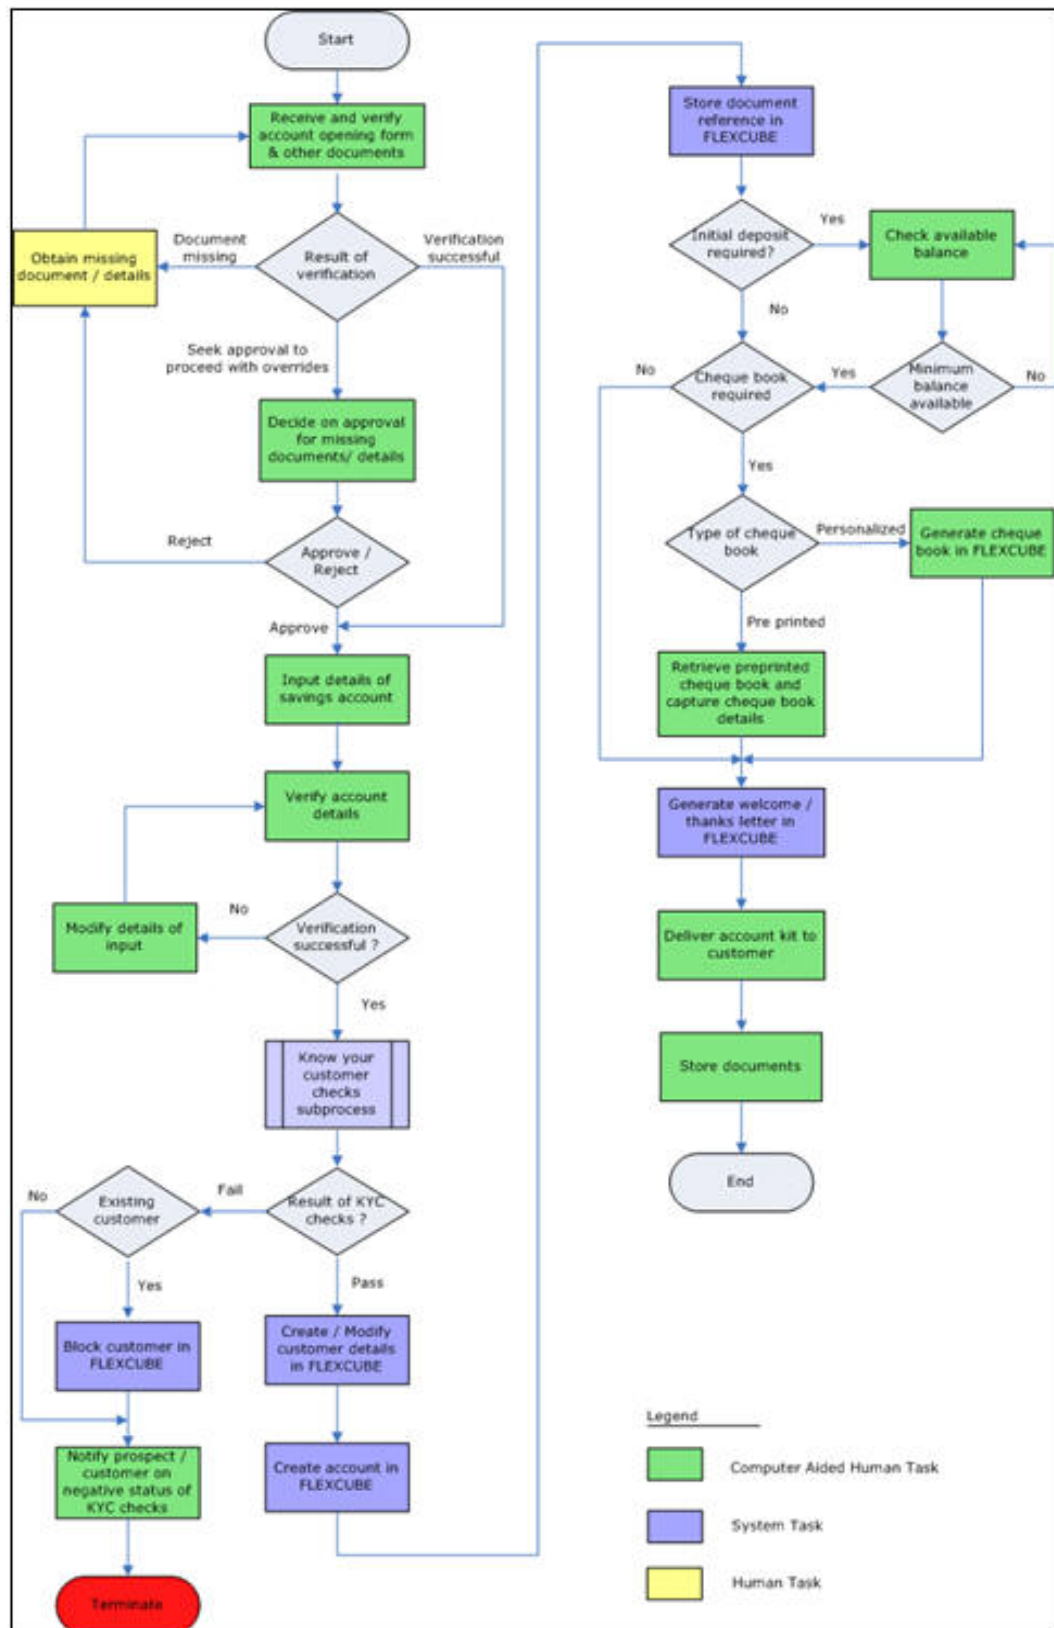 Start
Receive and verify
account opening form
& other documents
Obtain missing
document / details
Document
missing
Result of
verification
Verification
successful
Seek approval to
proceed with overrides
Decide on approval
for missing
documents/ details
Reject
Approve /
Reject
Approve
Input details of
savings account
Verify account
details
Modify details of
input
No
Verification
successful ?
Yes
Know your
customer
checks
subprocess
No
Existing
customer
Fail
Result of KYC
checks ?
Yes
Pass
Block customer in
FLEXCUBE
Create / Modify
customer details
in FLEXCUBE
Notify prospect /
customer on
negative status of
KYC checks
Create account in
FLEXCUBE
Terminate
Store document
reference in
FLEXCUBE
Initial deposit
required?
Yes
Check available
balance
No
No
Cheque book
required
Yes
Minimum
balance
available
No
Yes
Type of cheque
book
Personalized
Generate cheque
book in FLEXCUBE
Pre printed
Retrieve preprinted
cheque book and
capture cheque book
details
Generate welcome /
thanks letter in
FLEXCUBE
Deliver account kit to
customer
Store documents
End
Legend
Computer Aided Human Task
System Task
Human Task